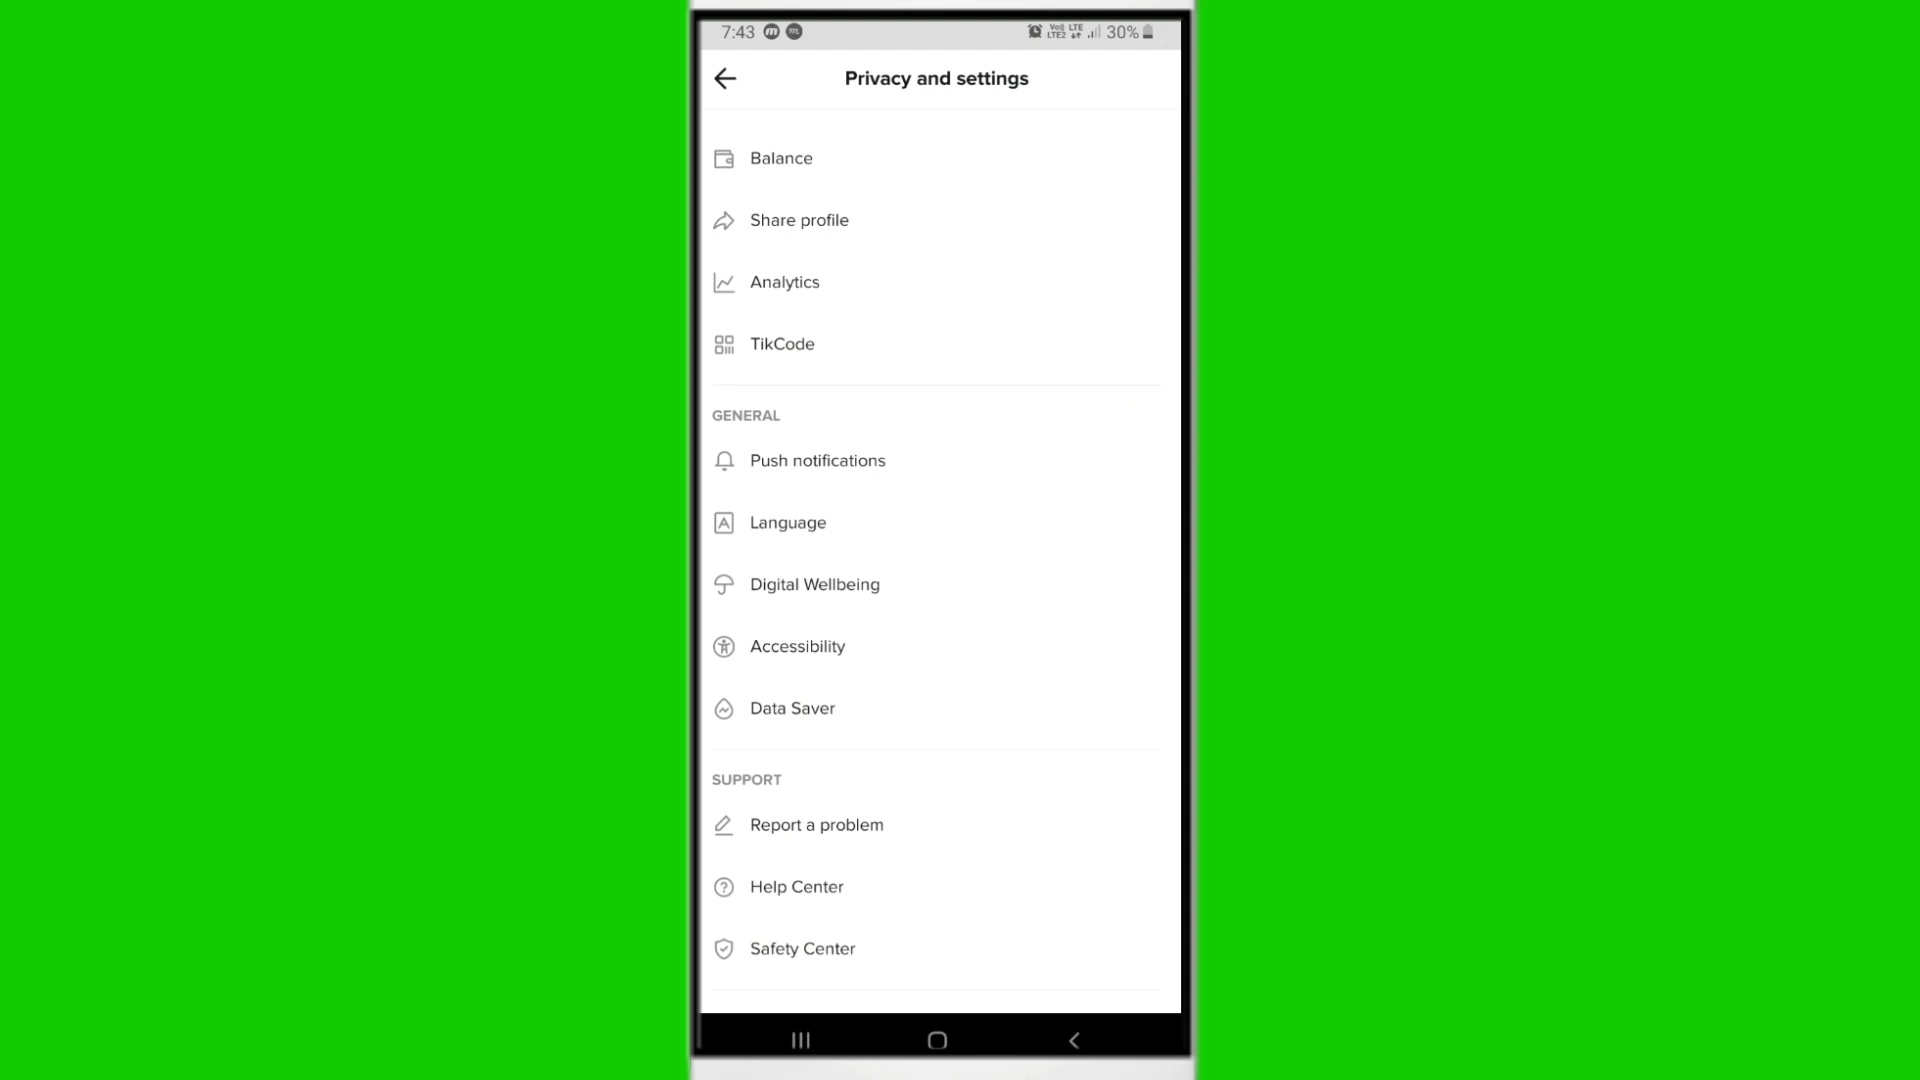 7:43 30%
Privacy and settings
Balance
Share profile
Analytics
TikCode
GENERAL
Push notifications
Language
Digital Wellbeing
Accessibility
Data Saver
SUPPORT
Report a problem
Help Center
Safety Center